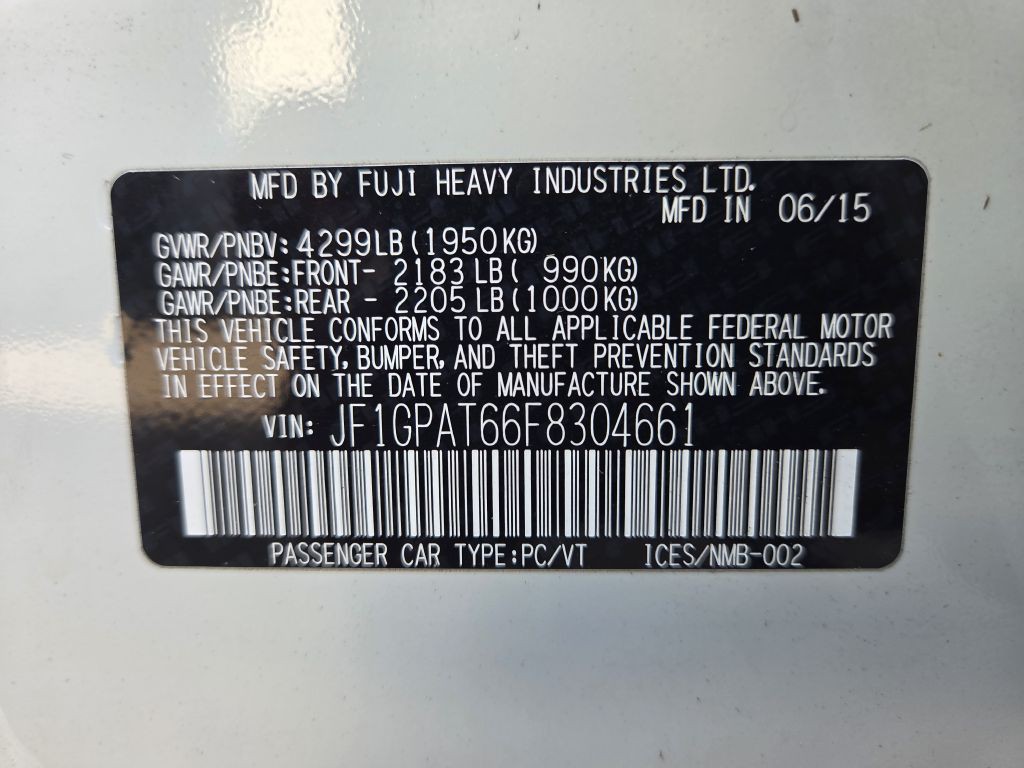 MFD BY FUJI HEAVY INDUSTRIES LTD.
MFD IN 06/15
GVWR/PNBV: 4299LB(1950KG)
GAWR/PNBE:FRONT- 2183LB( 990KG)
GAWR/PNBE:REAR - 2205LB(1000KG)
THIS VEHICLE CONFORMS TO ALL APPLICABLE FEDERAL MOTOR
VEHICLE SAFETY, BUMPER, AND THEFT PREVENTION STANDARDS
IN EFFECT ON THE DATE OF MANUFACTURE SHOWN ABOVE.
VIN: JF1GPAT66F8304661
PASSENGER CAR TYPE:PC/VT ICES/NMB-002